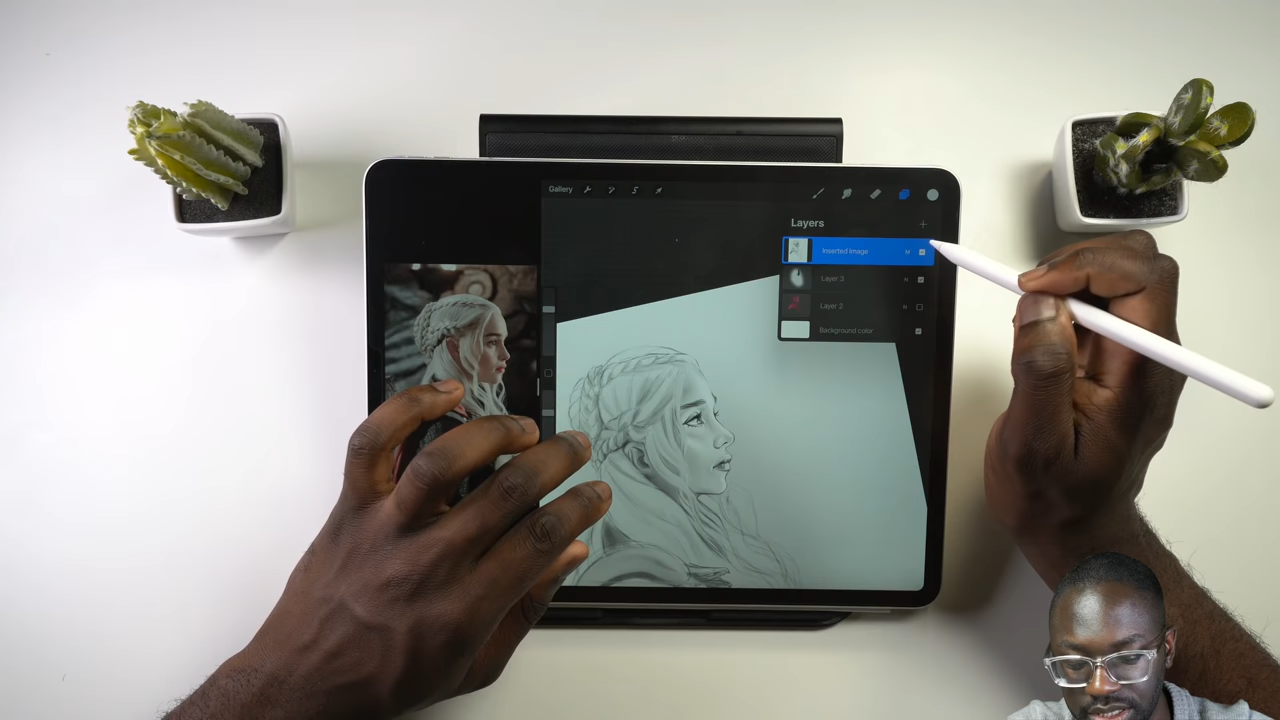 Gallery
Layers
Inserted Image
Layer 3
Layer 2
Background color